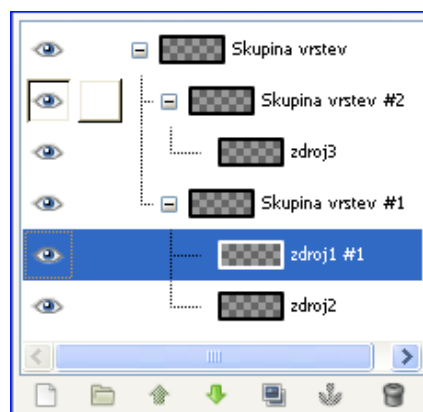 Skupina vrstev
Skupina vrstev #2
zdroj3
Skupina vrstev #1
zdroj1 #1
zdroj2